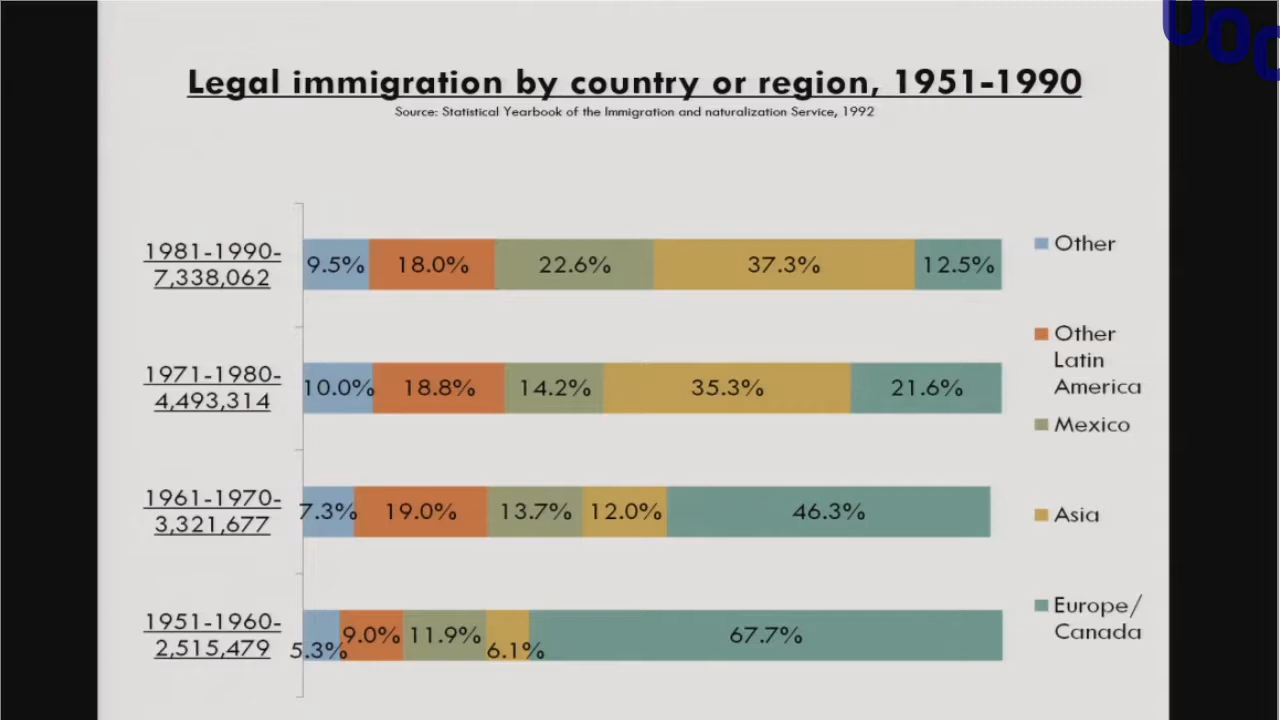 UOC
Legal immigration by country or region, 1951-1990
Source: Statistical Yearbook of the Immigration and naturalization Service, 1992
1981-1990-
7,338,062
9.5% 18.0% 22.6% 37.3% 12.5%
1971-1980-
4,493,314
10.0% 18.8% 14.2% 35.3% 21.6%
1961-1970-
3,321,677
7.3% 19.0% 13.7% 12.0% 46.3%
1951-1960-
2,515,479
5.3% 9.0% 11.9% 6.1% 67.7%
Other
Other
Latin
America
Mexico
Asia
Europe/
Canada